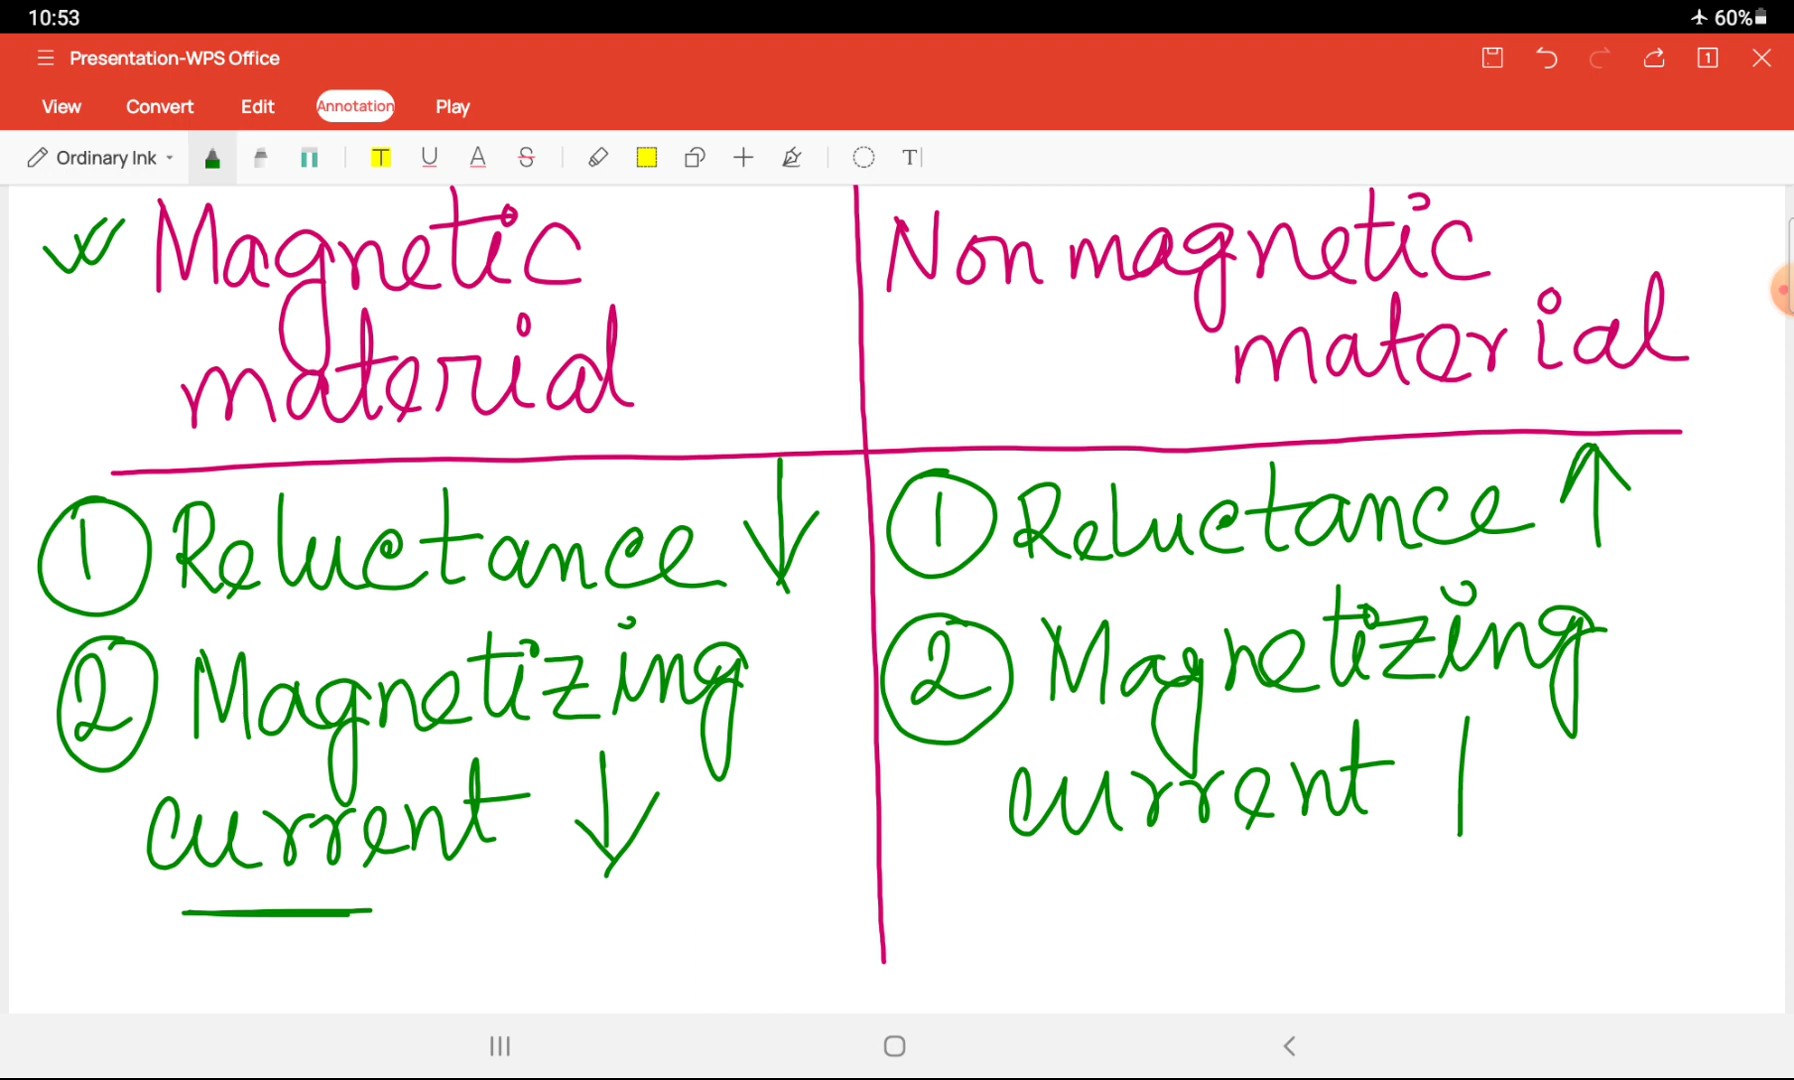 10:53
60%
Presentation-WPS Office
1
View Convert Edit Annotation Play
Ordinary Ink T U A S T
Magnetic
material
Non magnetic
material
① Reluctance ↓
② Magnetizing
current ↓
① Reluctance ↑
② Magnetizing
current |